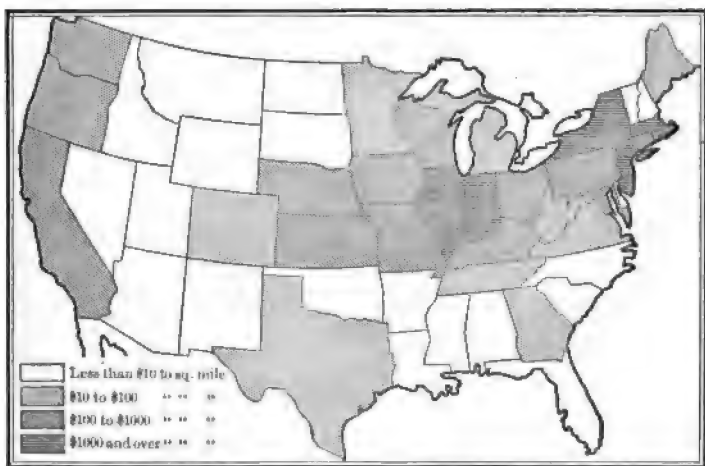 Less than $10 to sq. mile
$10 to $100 " " "
$100 to $1000 " " "
$1000 and over " " "